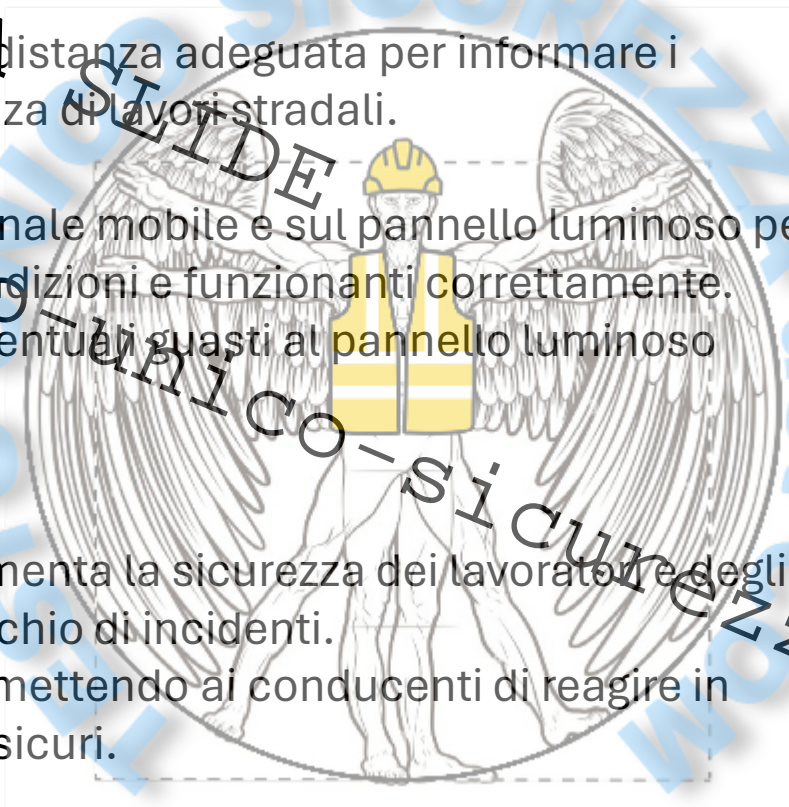 distanza adeguata per informare i
za di lavori stradali.
SLIDE
nale mobile e sul pannello luminoso pe
dizioni e funzionanti correttamente.
entuali guasti al pannello luminoso
o-unico-sicurezz
menta la sicurezza dei lavoratori e degli
chio di incidenti.
mettendo ai conducenti di reagire in
sicuri.